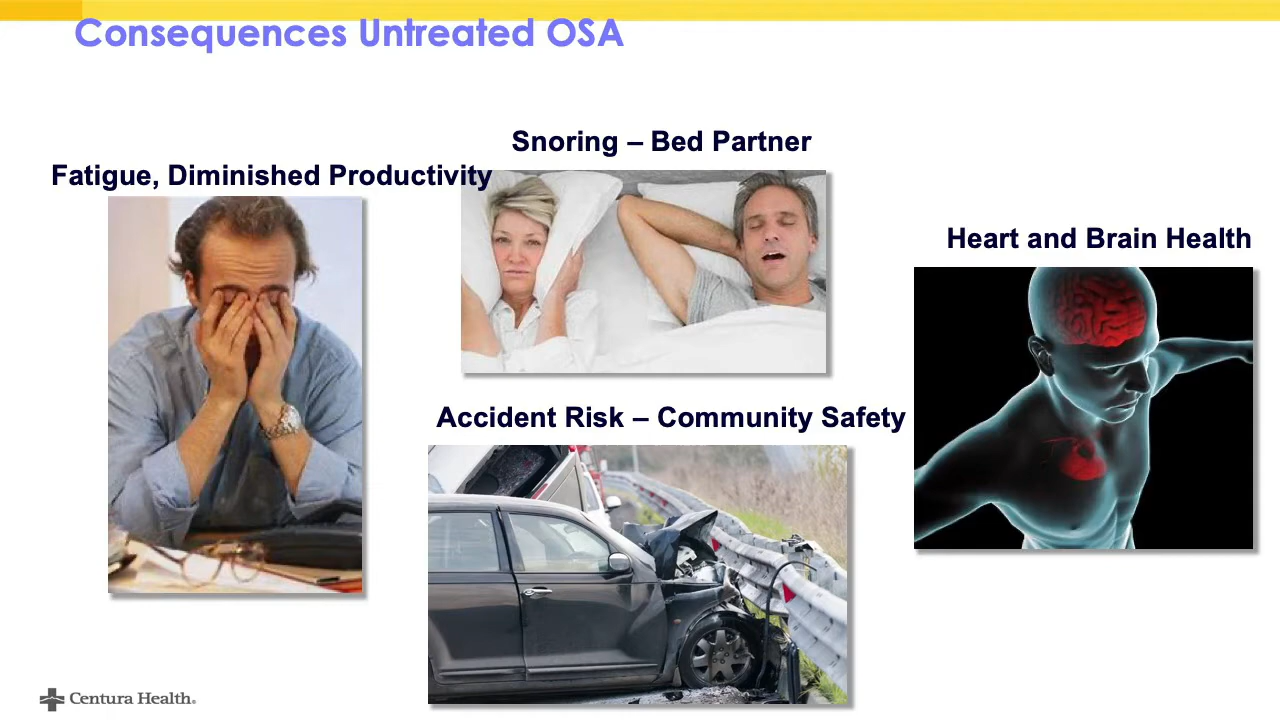 Consequences Untreated OSA
Snoring – Bed Partner
Fatigue, Diminished Productivity
Heart and Brain Health
Accident Risk – Community Safety
Centura Health.